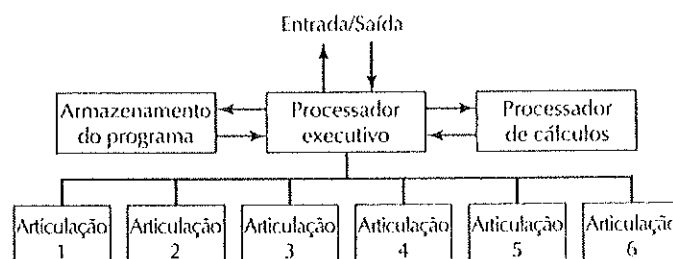 Entrada/Saída
Armazenamento
do programa
Processador
executivo
Processador
de cálculos
Articulação
1
Articulação
2
Articulação
3
Articulação
4
Articulação
5
Articulação
6